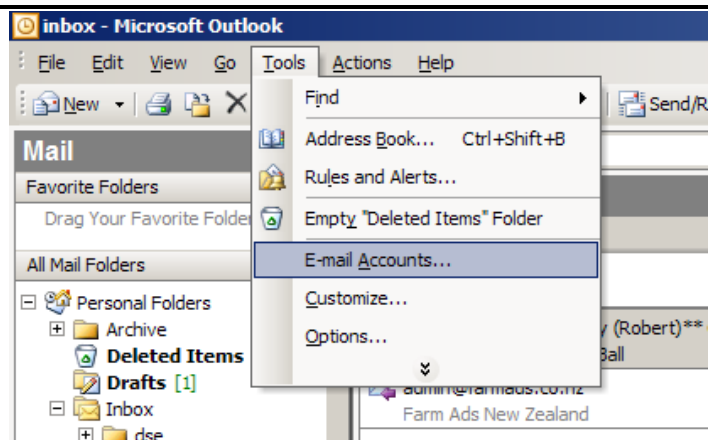 inbox - Microsoft Outlook
File Edit View Go Tools Actions Help
New Send/R
Find
Address Book... Ctrl+Shift+B
Rules and Alerts...
Empty "Deleted Items" Folder
E-mail Accounts...
Customize...
Options...
Mail
Favorite Folders
Drag Your Favorite Folder
All Mail Folders
Personal Folders
Archive
Deleted Items
Drafts [1]
Inbox
dse
y (Robert)**
Ball
admin@farmads.co.nz
Farm Ads New Zealand